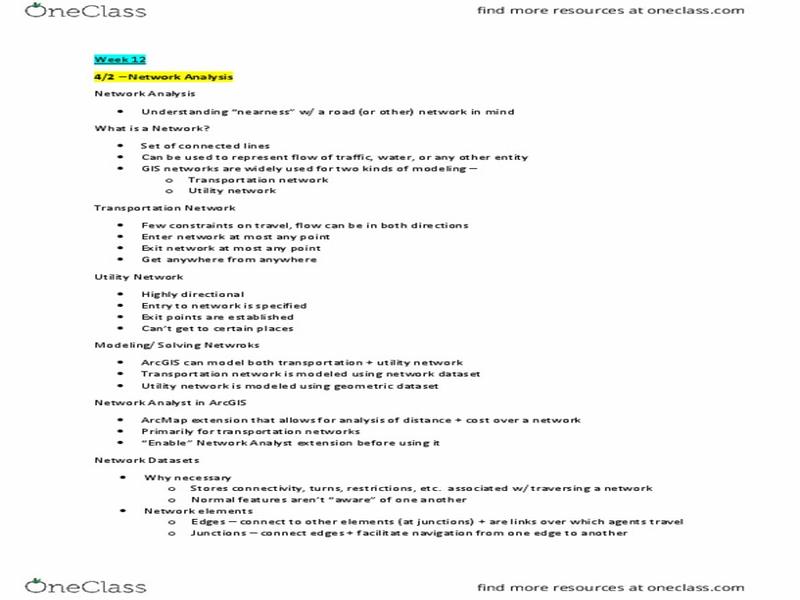 OneClass
find more resources at oneclass.com
Week 12
4/2 – Network Analysis
Network Analysis
• Understanding "nearness" w/ a road (or other) network in mind
What is a Network?
• Set of connected lines
• Can be used to represent flow of traffic, water, or any other entity
• GIS networks are widely used for two kinds of modeling –
o Transportation network
o Utility network
Transportation Network
• Few constraints on travel, flow can be in both directions
• Enter network at most any point
• Exit network at most any point
• Get anywhere from anywhere
Utility Network
• Highly directional
• Entry to network is specified
• Exit points are established
• Can't get to certain places
Modeling/ Solving Netwroks
• ArcGIS can model both transportation + utility network
• Transportation network is modeled using network dataset
• Utility network is modeled using geometric dataset
Network Analyst in ArcGIS
• ArcMap extension that allows for analysis of distance + cost over a network
• Primarily for transportation networks
• "Enable" Network Analyst extension before using it
Network Datasets
• Why necessary
o Stores connectivity, turns, restrictions, etc. associated w/ traversing a network
o Normal features aren't "aware" of one another
• Network elements
o Edges – connect to other elements (at junctions) + are links over which agents travel
o Junctions – connect edges + facilitate navigation from one edge to another
OneClass
find more resources at oneclass.com